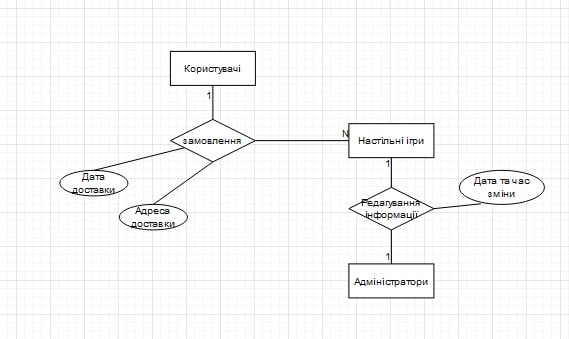 Користувачі
1
замовлення
N
Настільні ігри
1
Дата
доставки
Дата та час
зміни
Редагування
інформації
Адреса
доставки
1
Адміністратори